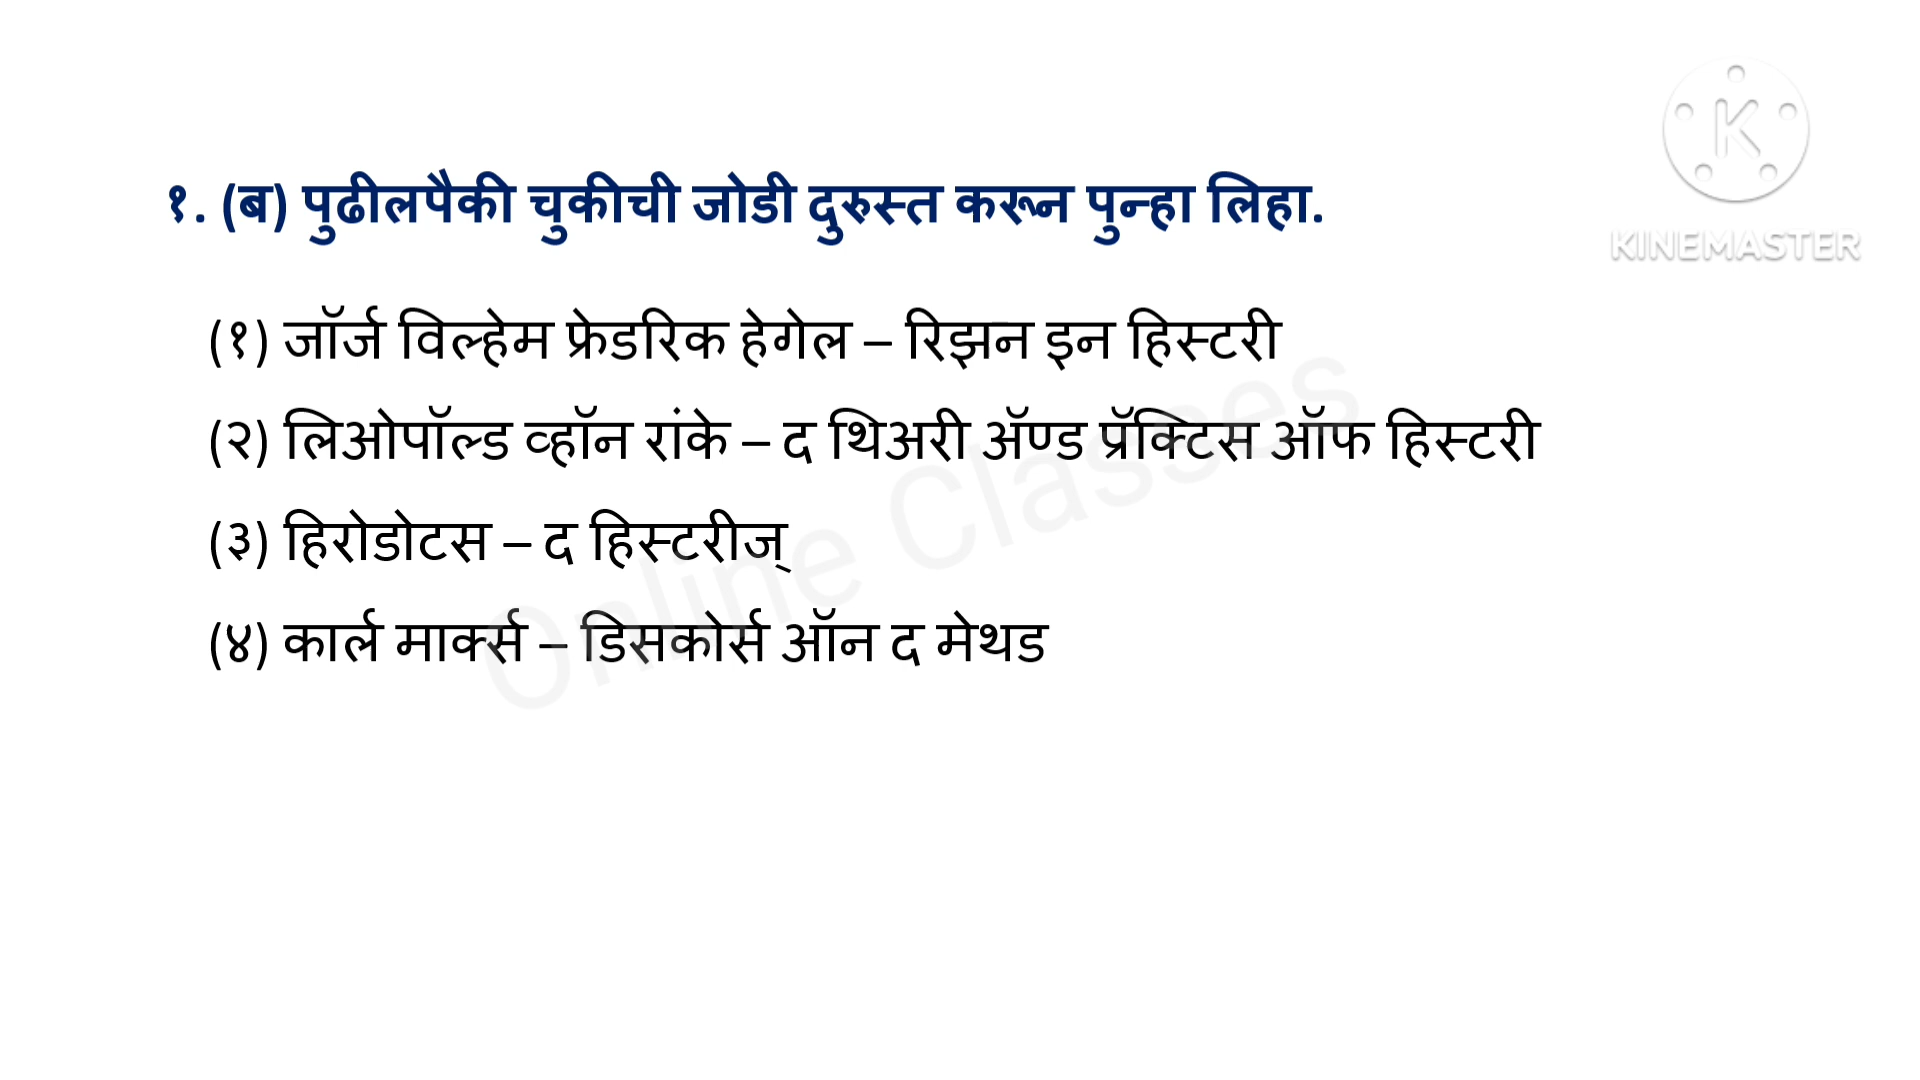 १. (ब) पुढीलपैकी चुकीची जोडी दुरुस्त करून पुन्हा लिहा.
KINEMASTER
(१) जॉर्ज विल्हेम फ्रेडरिक हेगेल – रिझन इन हिस्टरी
(२) लिओपॉल्ड व्हॉन रांके – द थिअरी ॲण्ड प्रॅक्टिस ऑफ हिस्टरी
(३) हिरोडोटस – द हिस्टरीज्
(४) कार्ल मार्क्स – डिसकोर्स ऑन द मेथड
Online Classes